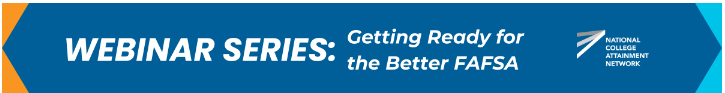 WEBINAR SERIES:
Getting Ready for
the Better FAFSA
NATIONAL
COLLEGE
ATTAINMENT
NETWORK